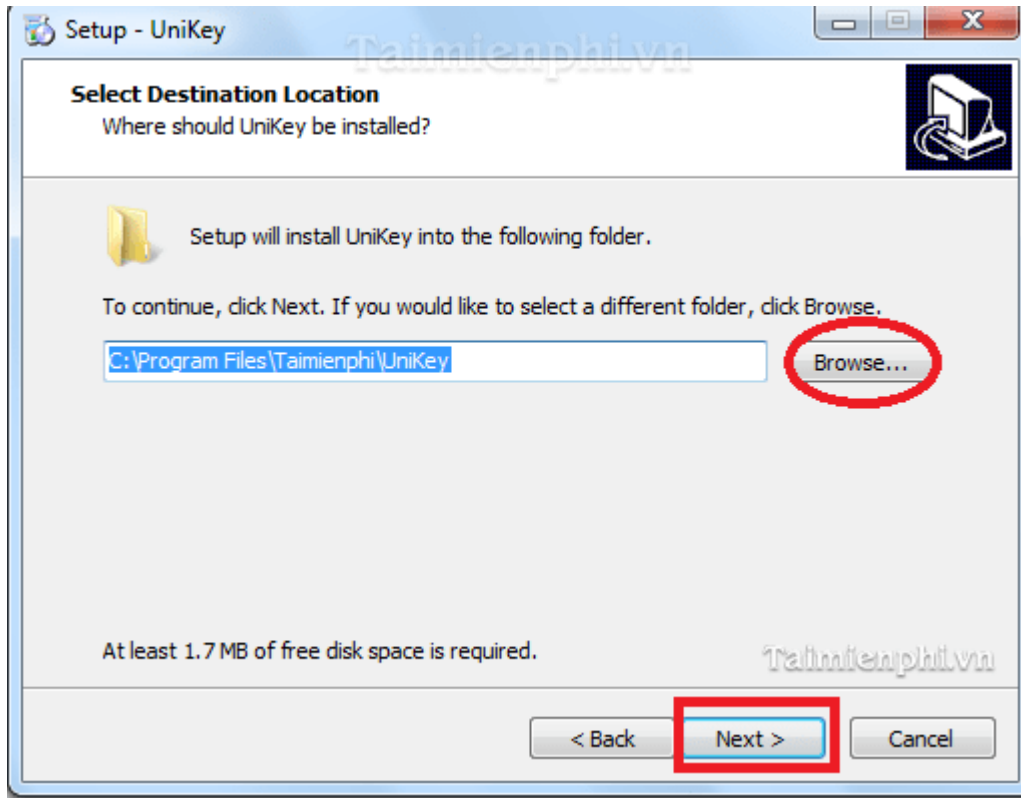 Setup - UniKey
Taimienphi.vn
Select Destination Location
Where should UniKey be installed?
Setup will install UniKey into the following folder.
To continue, click Next. If you would like to select a different folder, click Browse.
C:\Program Files\Taimienphi\UniKey
Browse...
At least 1.7 MB of free disk space is required.
Taimienphi.vn
< Back
Next >
Cancel